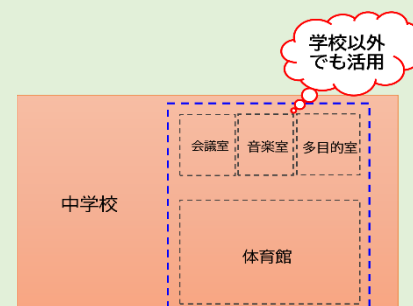 学校以外
でも活用
会議室
音楽室
多目的室
中学校
体育館